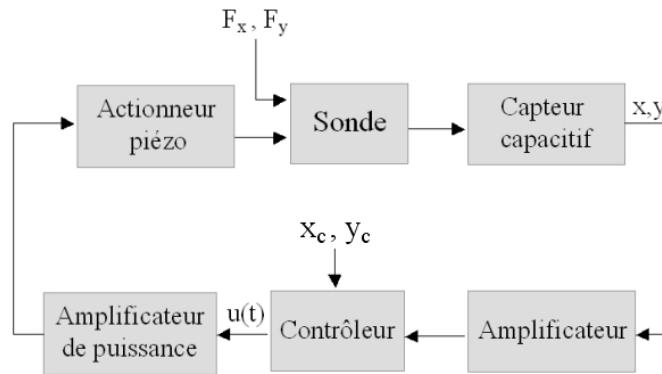 F_x, F_y
Actionneur
piézo
Sonde
Capteur
capacitif
x,y
x_c, y_c
Amplificateur
de puissance
u(t)
Contrôleur
Amplificateur